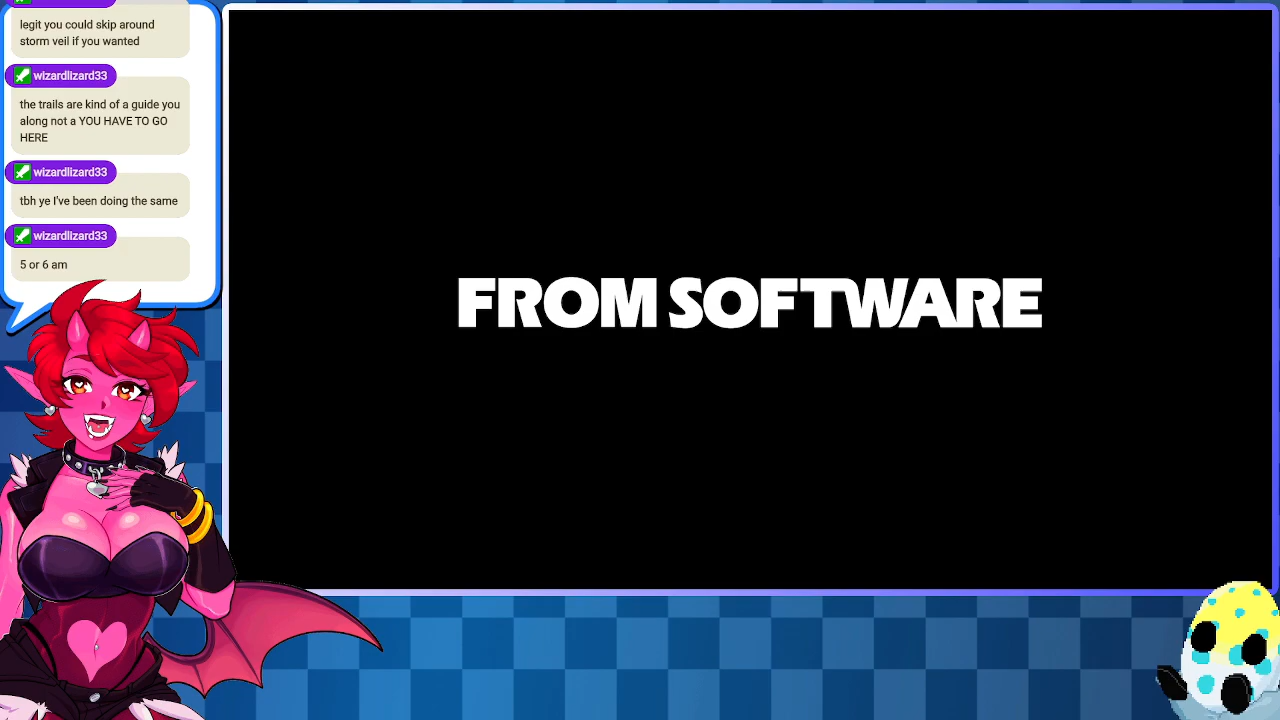 legit you could skip around
storm veil if you wanted
wizardlizard33
the trails are kind of a guide you
along not a YOU HAVE TO GO
HERE
wizardlizard33
tbh ye I've been doing the same
wizardlizard33
5 or 6 am
FROM SOFTWARE